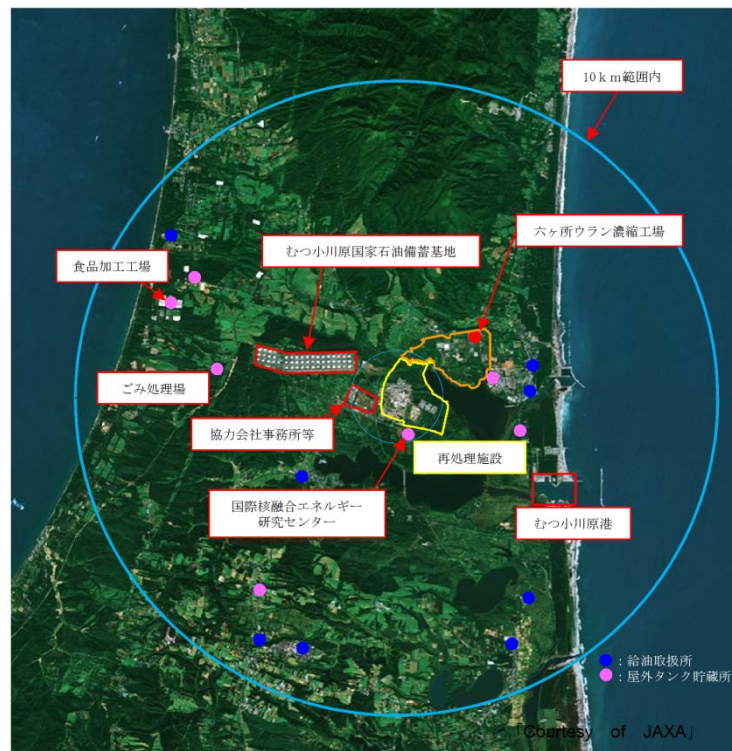 10km範囲内
六ヶ所ウラン濃縮工場
むつ小川原国家石油備蓄基地
食品加工工場
ごみ処理場
協力会社事務所等
再処理施設
国際核融合エネルギー
研究センター
むつ小川原港
:給油取扱所
:屋外タンク貯蔵所
「Courtesy of JAXA」